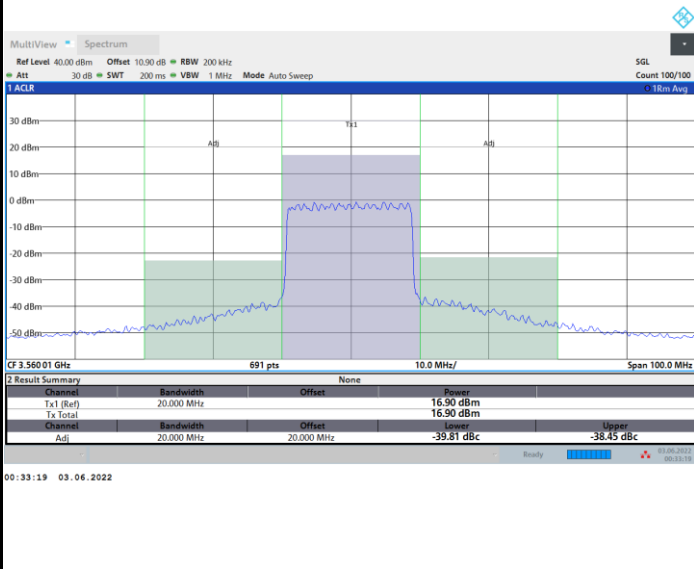 MultiView Spectrum
Ref Level 40.00 dBm Offset 10.90 dB RBW 200 kHz SGL
Att 30 dB SWT 200 ms VBW 1 MHz Mode Auto Sweep Count 100/100
1 ACLR 1Rm Avg
Tx1
Adj Adj
30 dBm
20 dBm
10 dBm
0 dBm
-10 dBm
-20 dBm
-30 dBm
-40 dBm
-50 dBm
CF 3.56001 GHz 691 pts 10.0 MHz/ Span 100.0 MHz
2 Result Summary None
Channel Bandwidth Offset Power
Tx1 (Ref) 20.000 MHz 16.90 dBm
Tx Total 16.90 dBm
Channel Bandwidth Offset Lower Upper
Adj 20.000 MHz 20.000 MHz -39.81 dBc -38.45 dBc
Ready 03.06.2022
00:33:18
00:33:19 03.06.2022